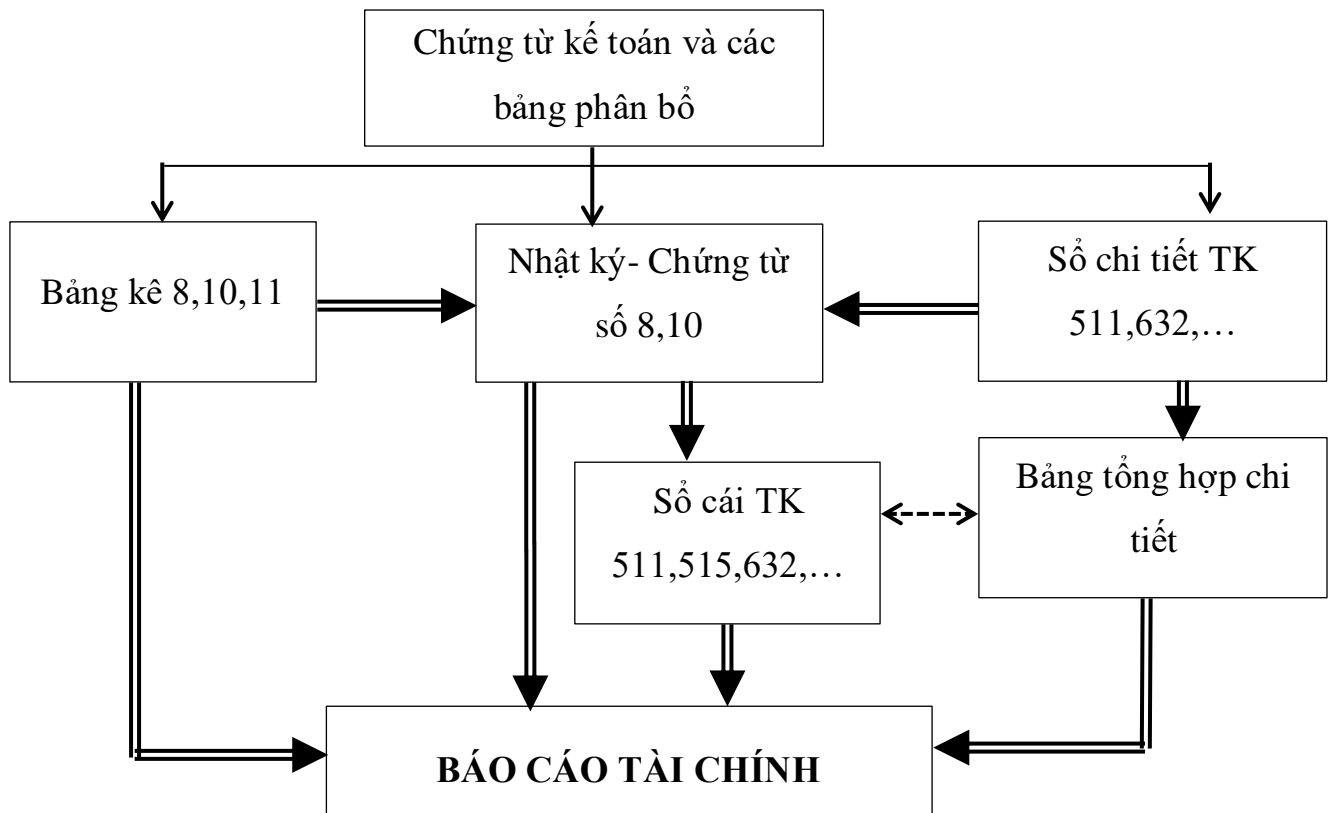 Chứng từ kế toán và các
bảng phân bổ
Bảng kê 8,10,11
Nhật ký- Chứng từ
số 8,10
Sổ chi tiết TK
511,632,…
Sổ cái TK
511,515,632,…
Bảng tổng hợp chi
tiết
BÁO CÁO TÀI CHÍNH